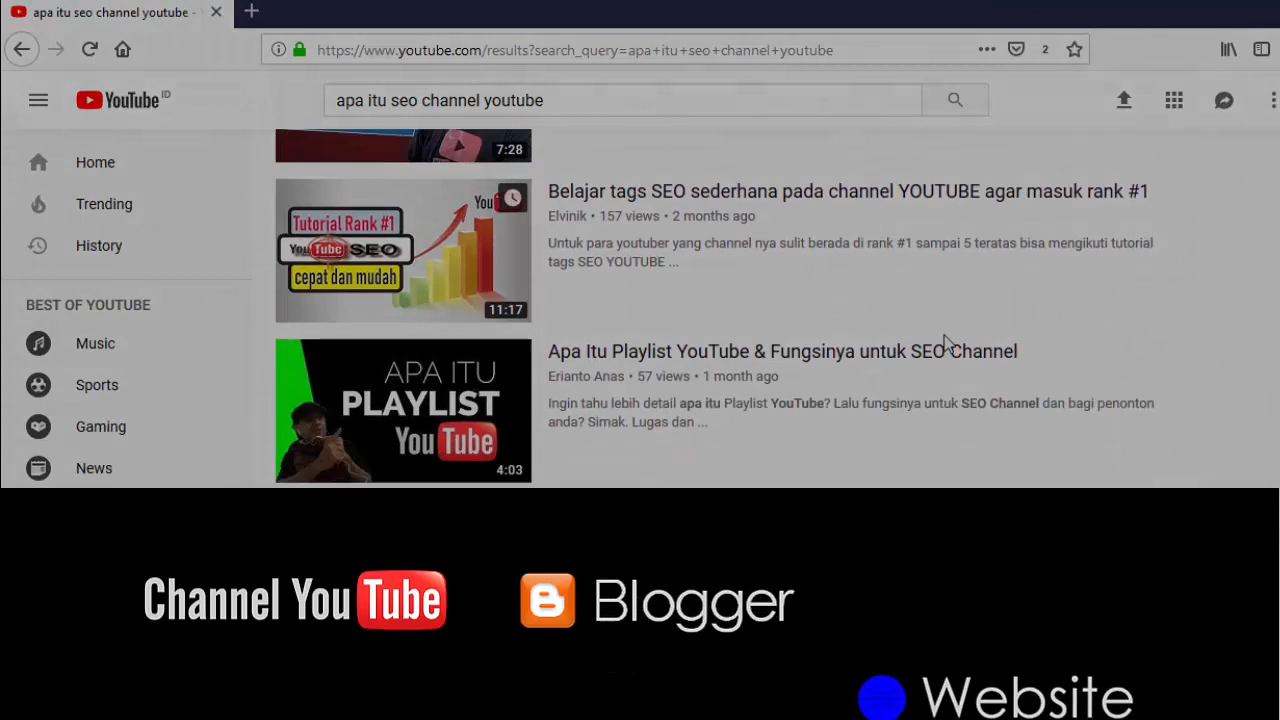 apa itu seo channel youtube -
https://www.youtube.com/results?search_query=apa+itu+seo+channel+youtube
2
YouTube ID
apa itu seo channel youtube
Home
Trending
History
BEST OF YOUTUBE
Music
Sports
Gaming
News
7:28
Tutorial Rank #1
YouTube SEO
cepat dan mudah
You
11:17
Belajar tags SEO sederhana pada channel YOUTUBE agar masuk rank #1
Elvinik • 157 views • 2 months ago
Untuk para youtuber yang channel nya sulit berada di rank #1 sampai 5 teratas bisa mengikuti tutorial
tags SEO YOUTUBE ...
APA ITU
PLAYLIST
YouTube
4:03
Apa Itu Playlist YouTube & Fungsinya untuk SEO Channel
Erianto Anas • 57 views • 1 month ago
Ingin tahu lebih detail apa itu Playlist YouTube? Lalu fungsinya untuk SEO Channel dan bagi penonton
anda? Simak. Lugas dan ...
Channel YouTube
Blogger
Website